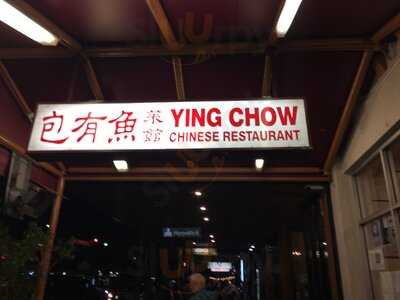 包有魚 菜館 YING CHOW
CHINESE RESTAURANT